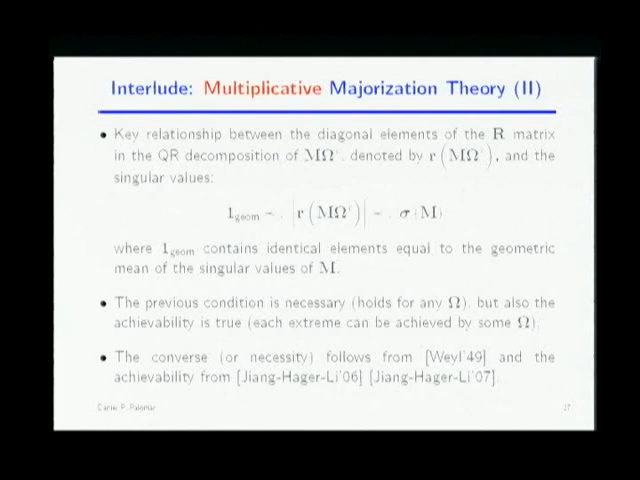 Interlude: Multiplicative Majorization Theory (II)
• Key relationship between the diagonal elements of the R matrix
in the QR decomposition of MΩ , denoted by r(MΩ ), and the
singular values:
1geom |r(MΩ )| σ(M)
where 1geom contains identical elements equal to the geometric
mean of the singular values of M.
• The previous condition is necessary (holds for any Ω), but also the
achievability is true (each extreme can be achieved by some Ω).
• The converse (or necessity) follows from [Weyl'49] and the
achievability from [Jiang-Hager-Li'06] [Jiang-Hager-Li'07].
Daniel P. Palomar